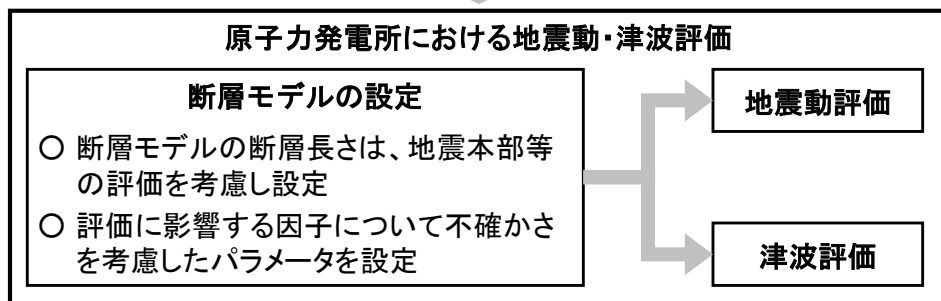 原子力発電所における地震動・津波評価
断層モデルの設定
○ 断層モデルの断層長さは、地震本部等
の評価を考慮し設定
○ 評価に影響する因子について不確かさ
を考慮したパラメータを設定
地震動評価
津波評価